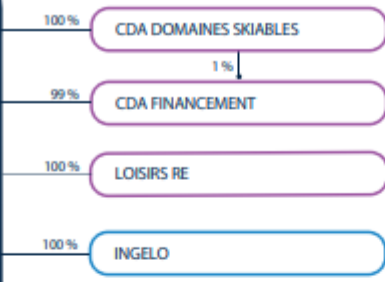 100 %
CDA DOMAINES SKIABLES
1 %
99 %
CDA FINANCEMENT
100 %
LOISIRS RE
100 %
INGELO